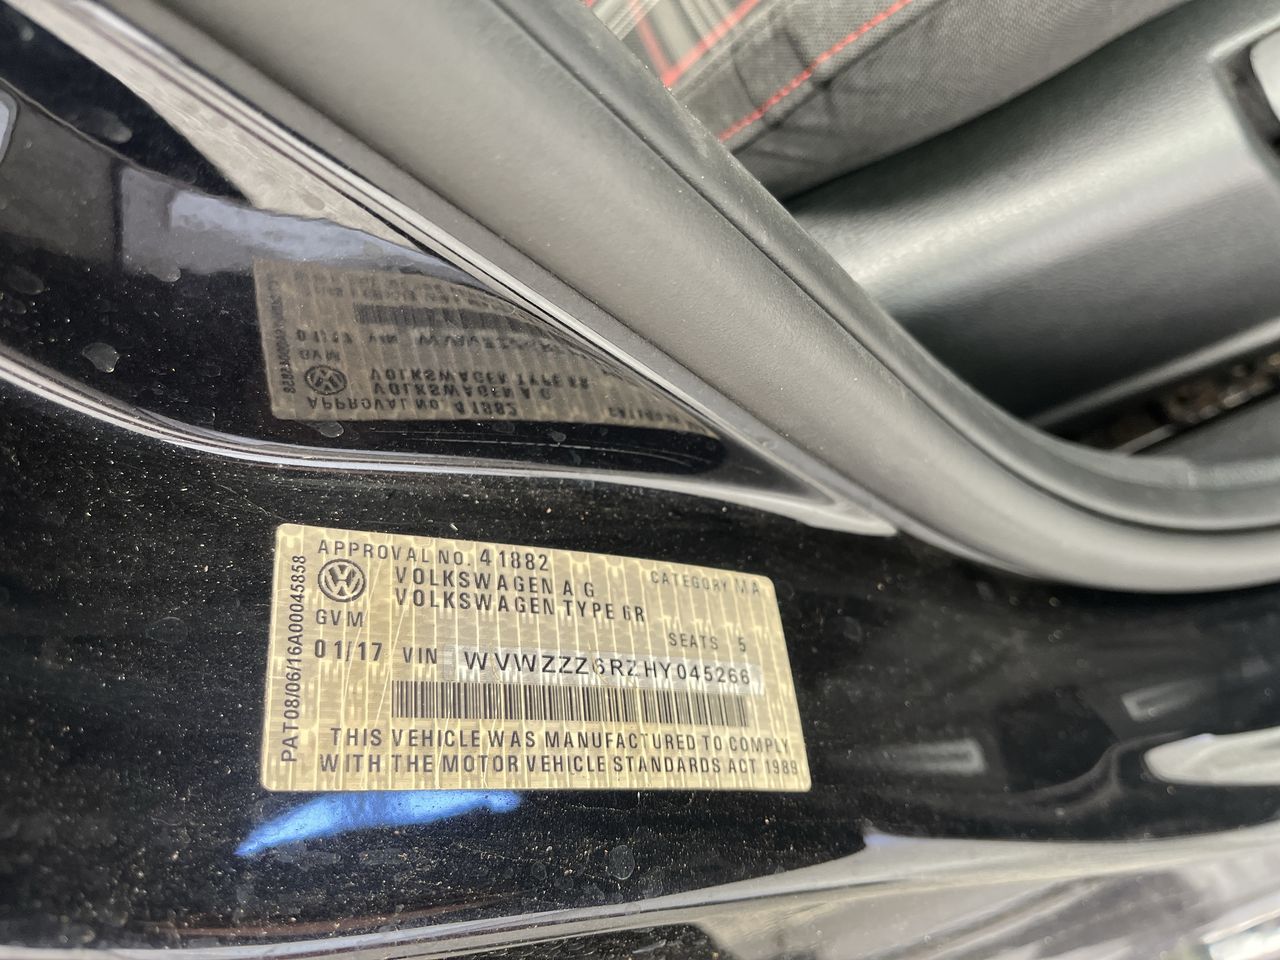 APPROVAL NO. 41882
CATEGORY MA
VOLKSWAGEN AG
VOLKSWAGEN TYPE 6R
GVM
SEATS 5
01/17 VIN WVWZZZ6RZHY045266
THIS VEHICLE WAS MANUFACTURED TO COMPLY
WITH THE MOTOR VEHICLE STANDARDS ACT 1989
PAT08/06/16A00045858